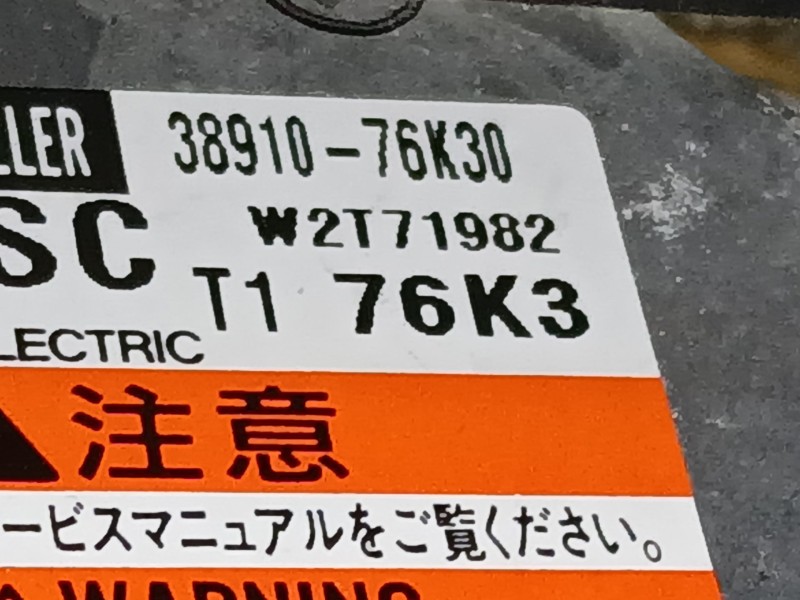 LLER 38910-76K30
SC W2T71982
T1 76K3
LECTRIC
注意
ービスマニュアルをご覧ください。
WARNING